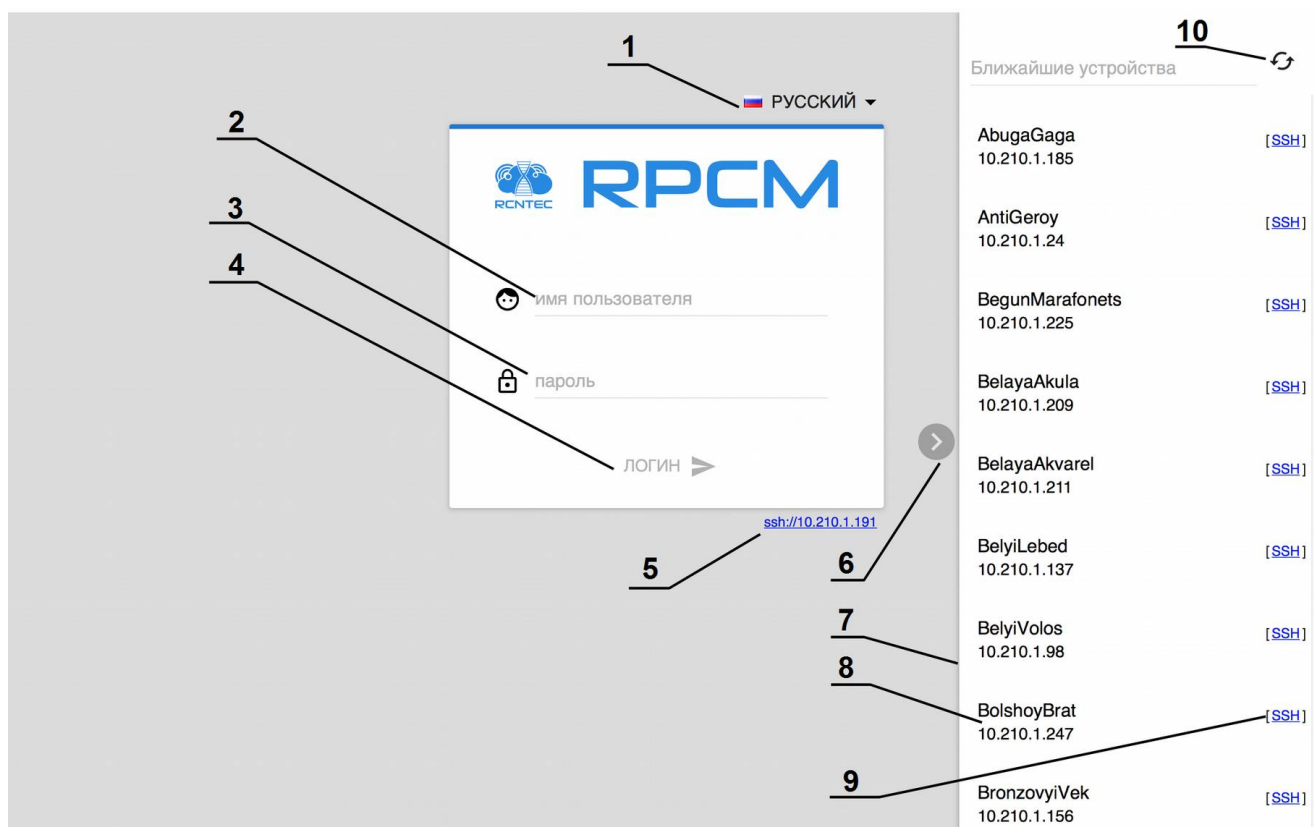 1
РУССКИЙ
2
RCNTEC
RPCM
3
4
имя пользователя
пароль
ЛОГИН
ssh://10.210.1.191
5
6
7
8
9
10
Ближайшие устройства
AbugaGaga
[SSH]
10.210.1.185
AntiGeroy
[SSH]
10.210.1.24
BegunMarafonets
[SSH]
10.210.1.225
BelayaAkula
[SSH]
10.210.1.209
BelayaAkvarel
[SSH]
10.210.1.211
BelyiLebed
[SSH]
10.210.1.137
BelyiVolos
[SSH]
10.210.1.98
BolshoyBrat
[SSH]
10.210.1.247
BronzovyiVek
[SSH]
10.210.1.156